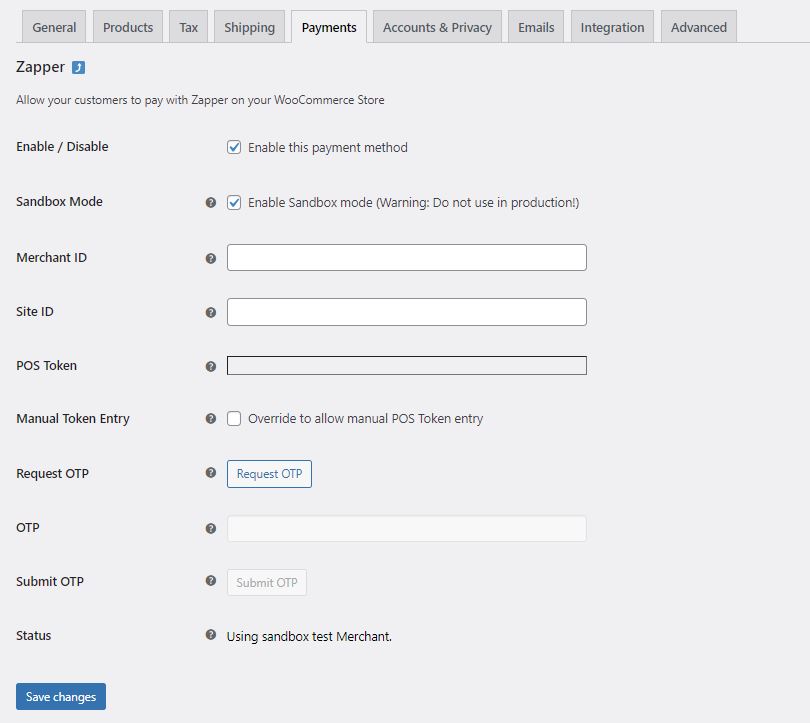 General Products Tax Shipping Payments Accounts & Privacy Emails Integration Advanced
Zapper
Allow your customers to pay with Zapper on your WooCommerce Store
Enable / Disable Enable this payment method
Sandbox Mode ? Enable Sandbox mode (Warning: Do not use in production!)
Merchant ID ?
Site ID ?
POS Token ?
Manual Token Entry ? Override to allow manual POS Token entry
Request OTP ? Request OTP
OTP ?
Submit OTP ? Submit OTP
Status ? Using sandbox test Merchant.
Save changes